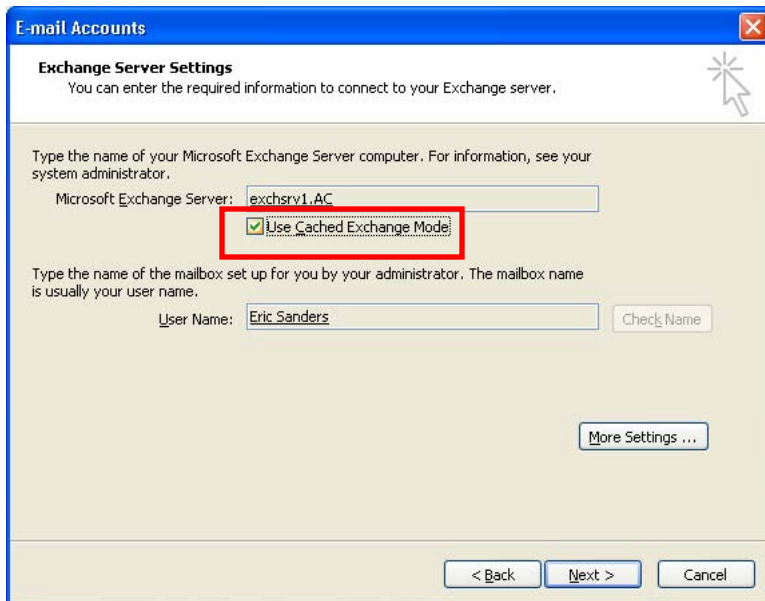 E-mail Accounts
Exchange Server Settings
You can enter the required information to connect to your Exchange server.
Type the name of your Microsoft Exchange Server computer. For information, see your
system administrator.
Microsoft Exchange Server: exchsrv1.AC
Use Cached Exchange Mode
Type the name of the mailbox set up for you by your administrator. The mailbox name
is usually your user name.
User Name: Eric Sanders Check Name
More Settings ...
< Back Next > Cancel